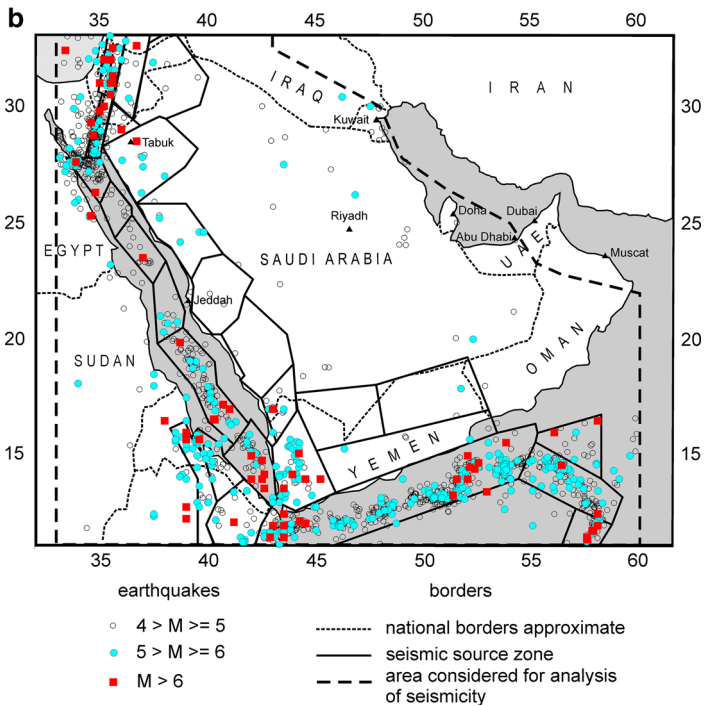 b
35 40 45 50 55 60
30 30
25 25
20 20
15 15
35 40 45 50 55 60
IRAQ
IRAN
Kuwait
Tabuk
Riyadh
Doha
Dubai
Abu Dhabi
UAE
Muscat
EGYPT
SAUDI ARABIA
Jeddah
SUDAN
OMAN
YEMEN
earthquakes
4 > M >= 5
5 > M >= 6
M > 6
borders
national borders approximate
seismic source zone
area considered for analysis
of seismicity